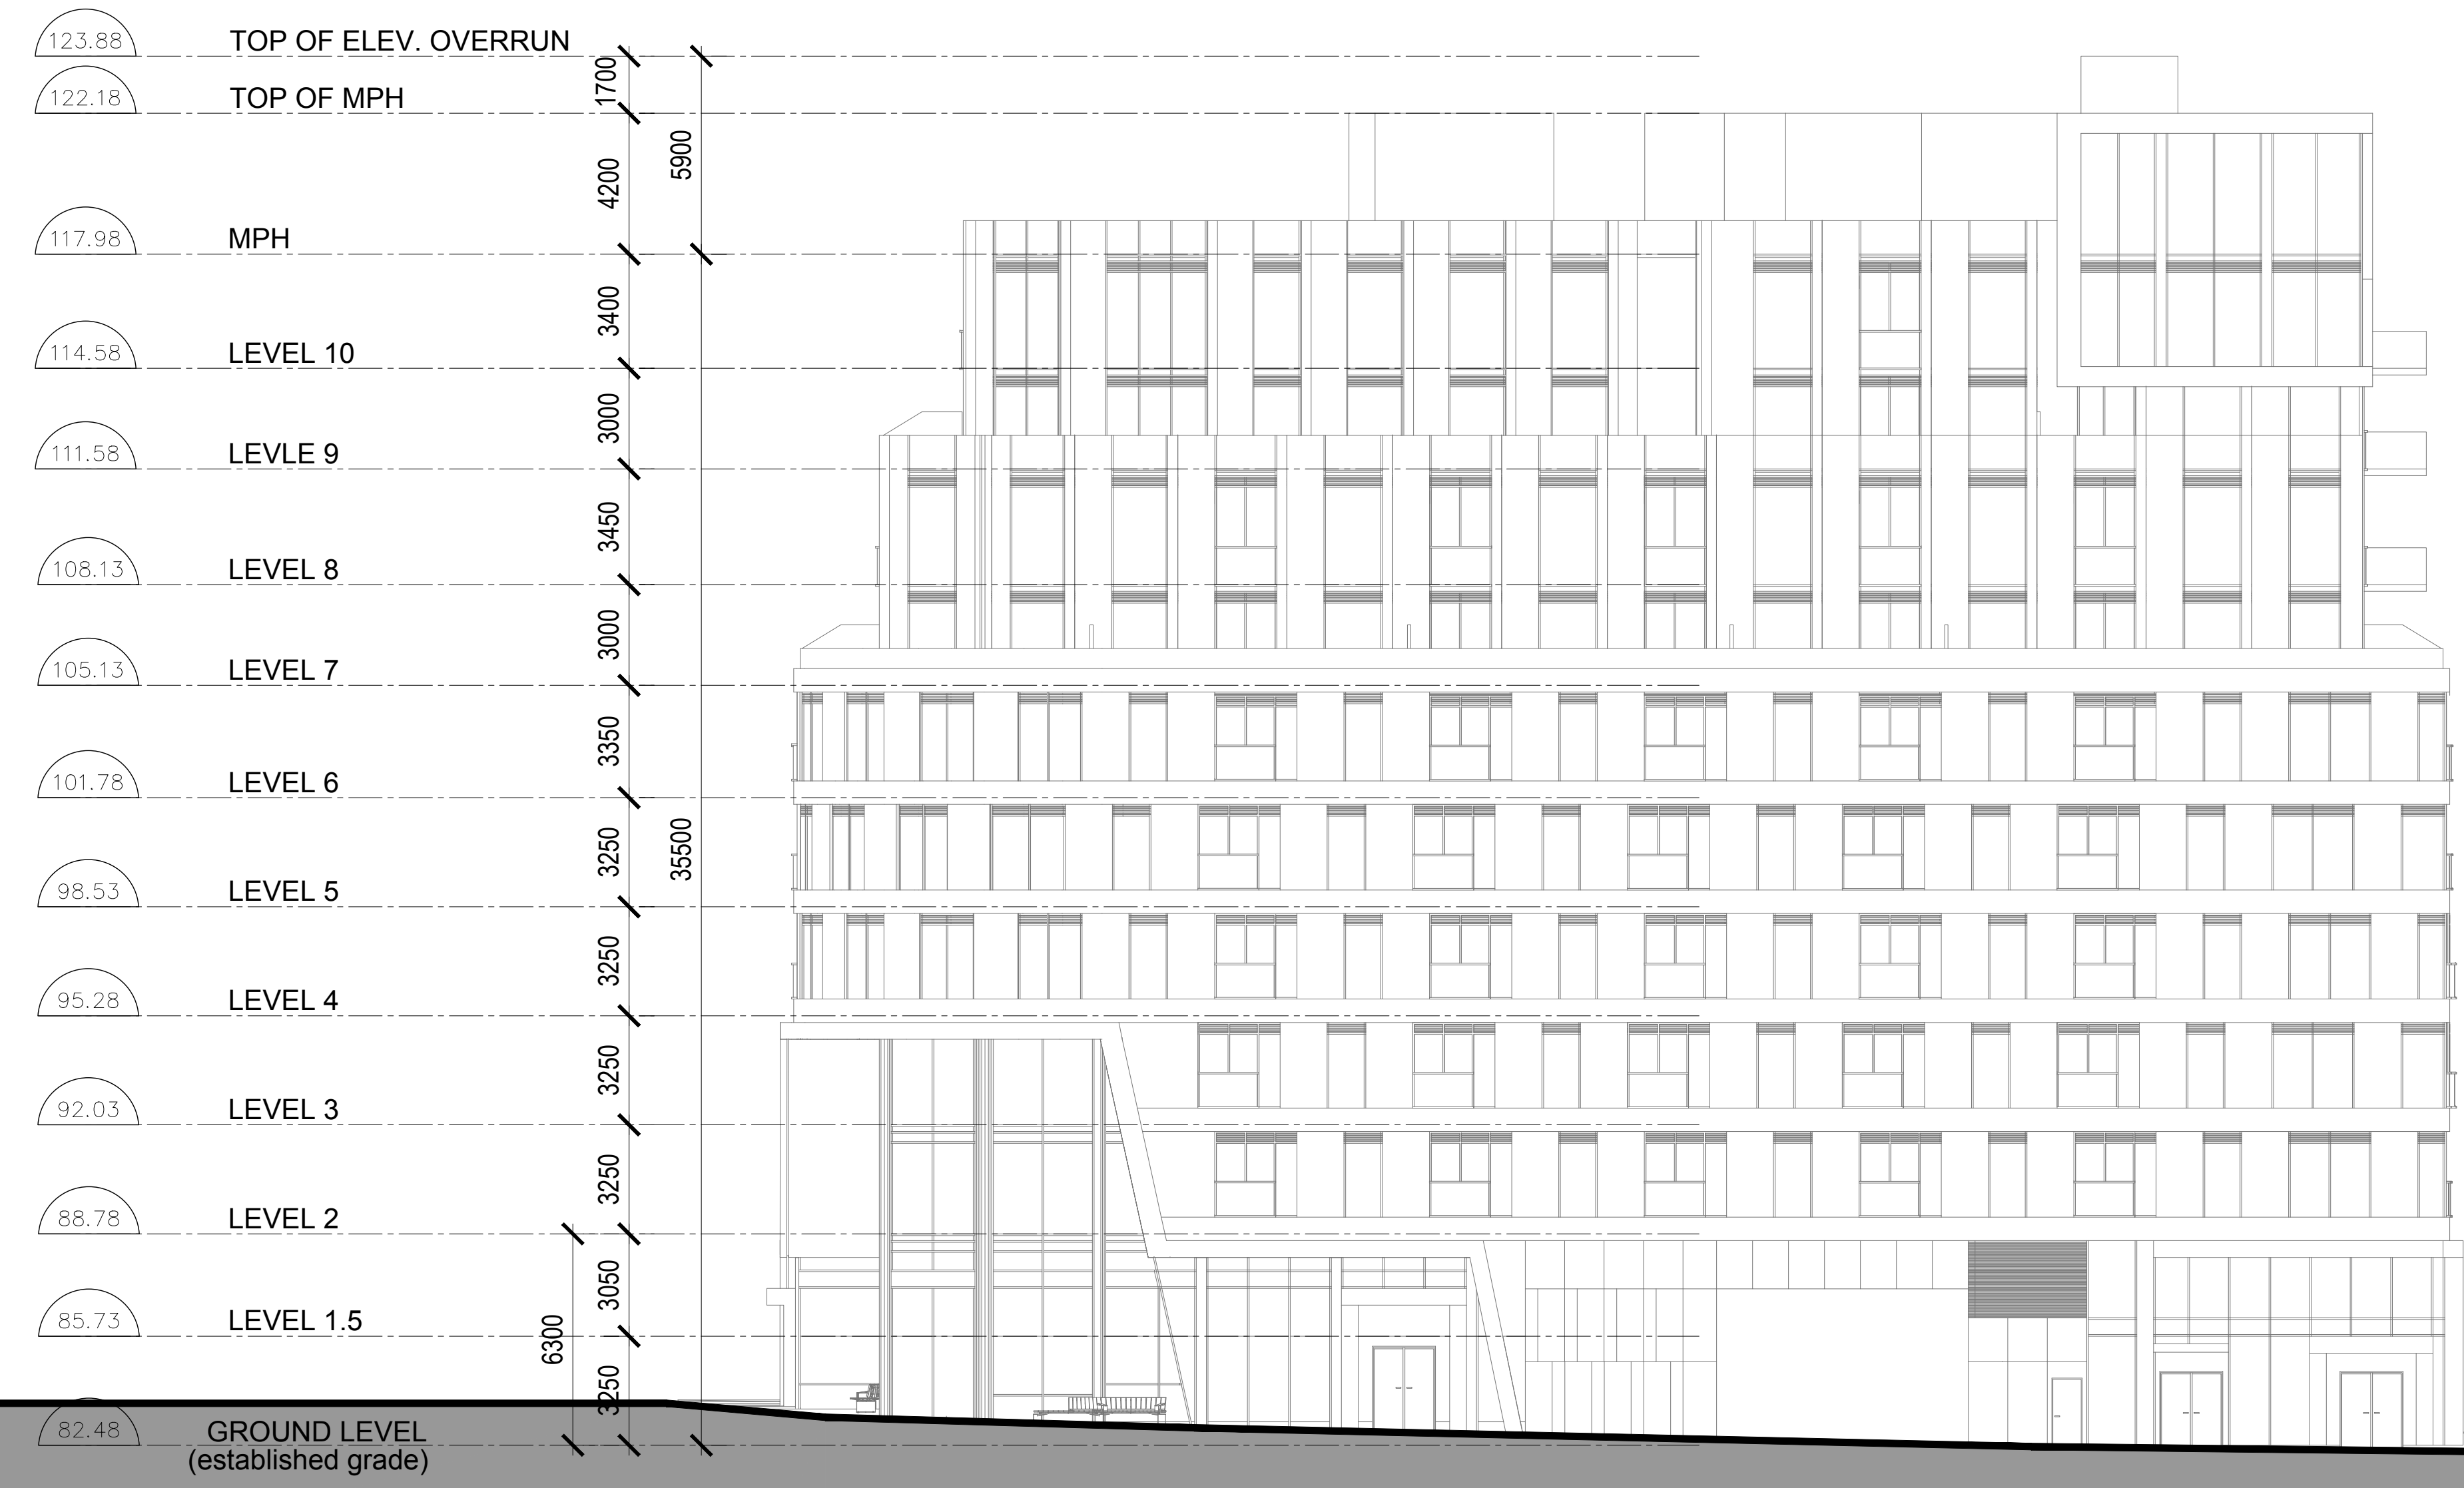 123.88 TOP OF ELEV. OVERRUN
1700
122.18 TOP OF MPH
5900
4200
117.98 MPH
3400
114.58 LEVEL 10
3000
111.58 LEVLE 9
3450
108.13 LEVEL 8
3000
105.13 LEVEL 7
3350
101.78 LEVEL 6
3250
35500
98.53 LEVEL 5
3250
95.28 LEVEL 4
3250
92.03 LEVEL 3
3250
88.78 LEVEL 2
3050
85.73 LEVEL 1.5
6300
3250
82.48 GROUND LEVEL
(established grade)